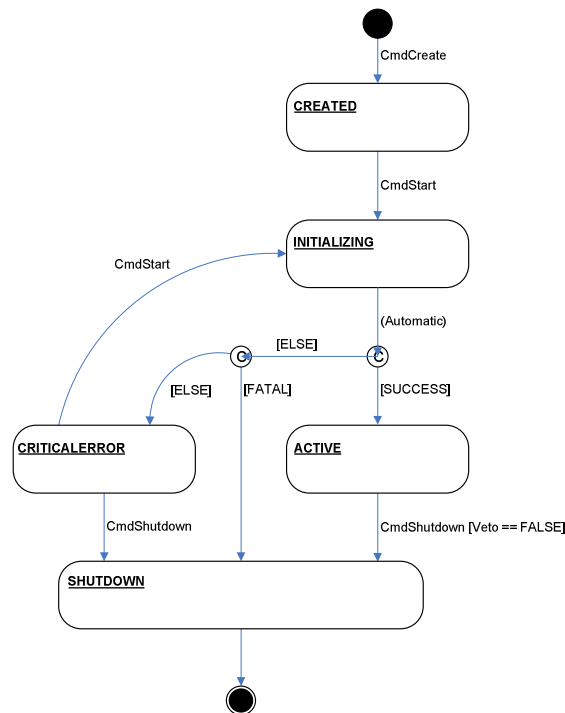 CmdCreate
CREATED
CmdStart
INITIALIZING
CmdStart
(Automatic)
[ELSE]
C
C
[ELSE]
[FATAL]
[SUCCESS]
CRITICALERROR
ACTIVE
CmdShutdown
CmdShutdown [Veto == FALSE]
SHUTDOWN